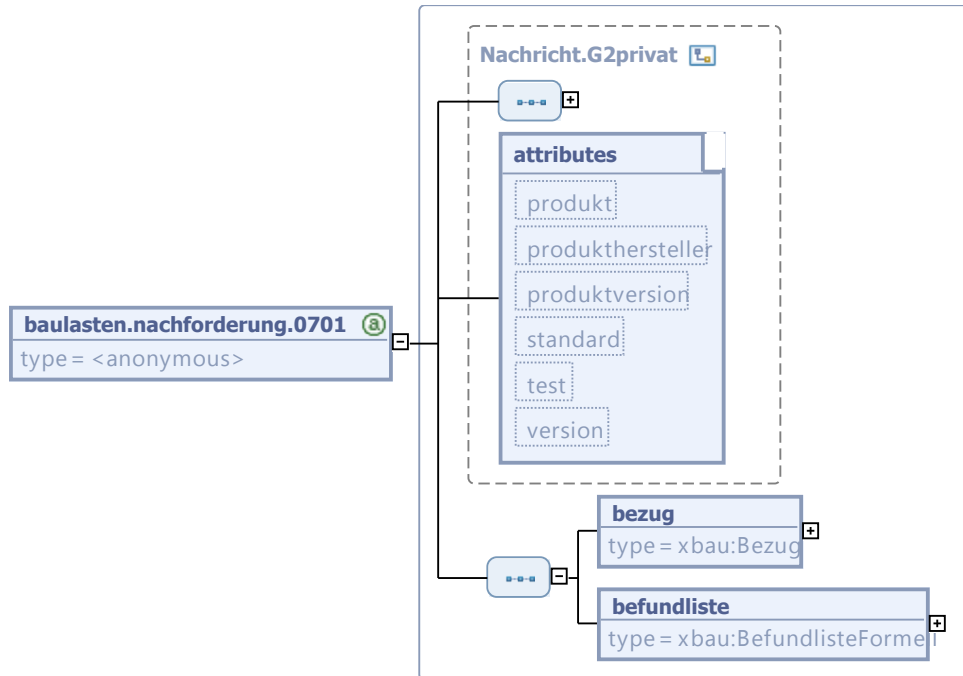 Nachricht.G2privat
attributes
produkt
produkthersteller
produktversion
standard
test
version
baulasten.nachforderung.0701
type = <anonymous>
bezug
type = xbau:Bezug
befundliste
type = xbau:BefundlisteFormell